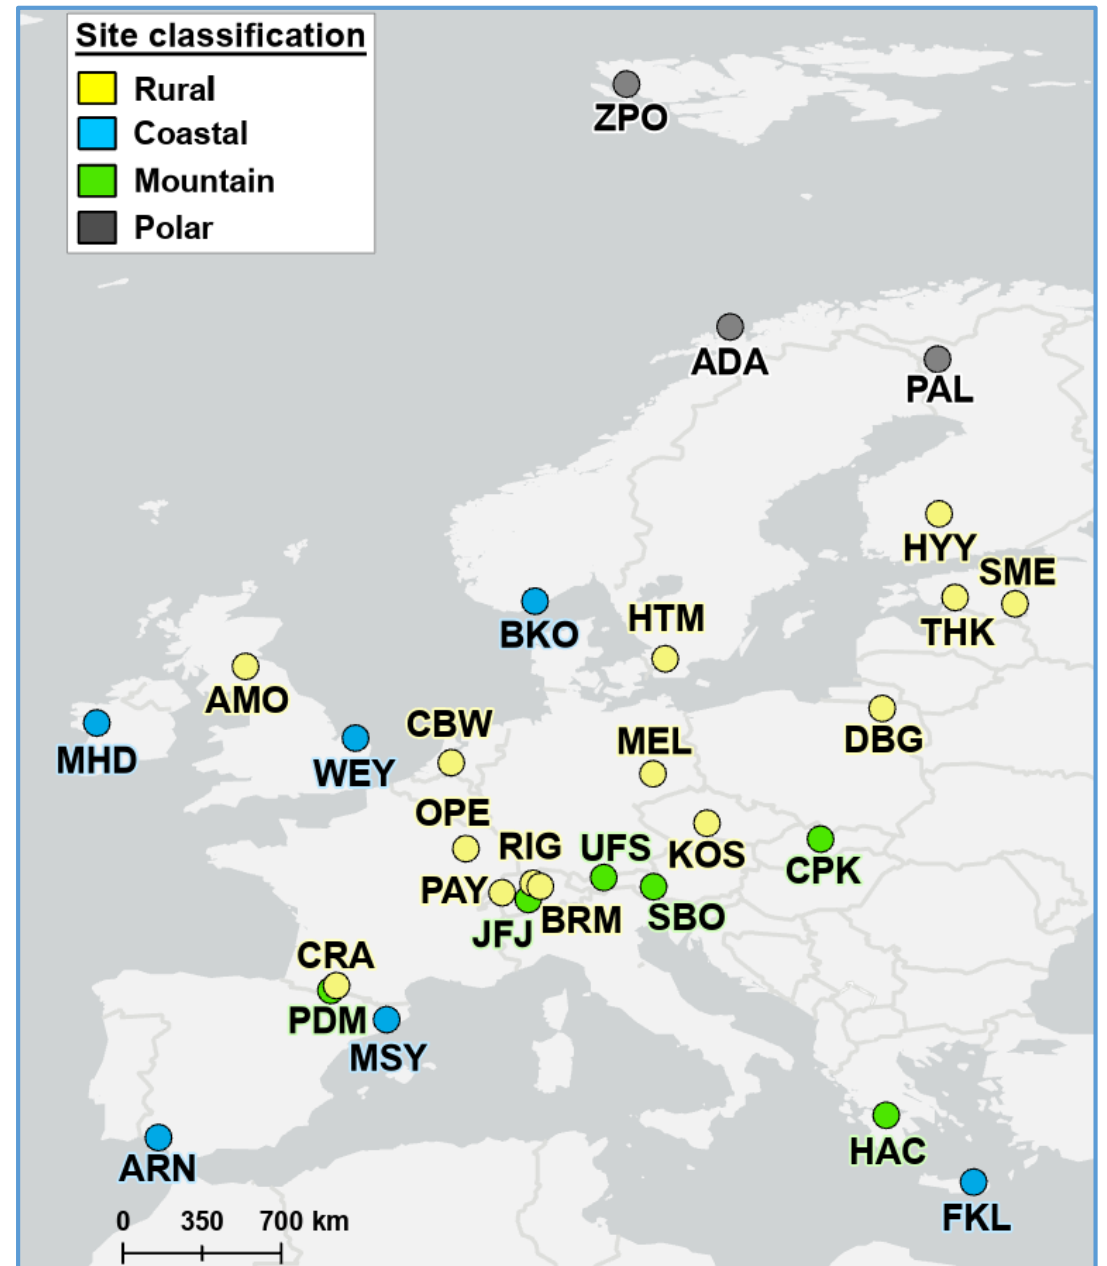 Site classification
Rural
Coastal
Mountain
Polar
ZPO
ADA
PAL
HYY
SME
THK
BKO
HTM
AMO
CBW
DBG
MHD
WEY
MEL
OPE
RIG
UFS
KOS
CPK
PAY
BRM
SBO
JFJ
CRA
PDM
MSY
HAC
ARN
FKL
0 350 700 km